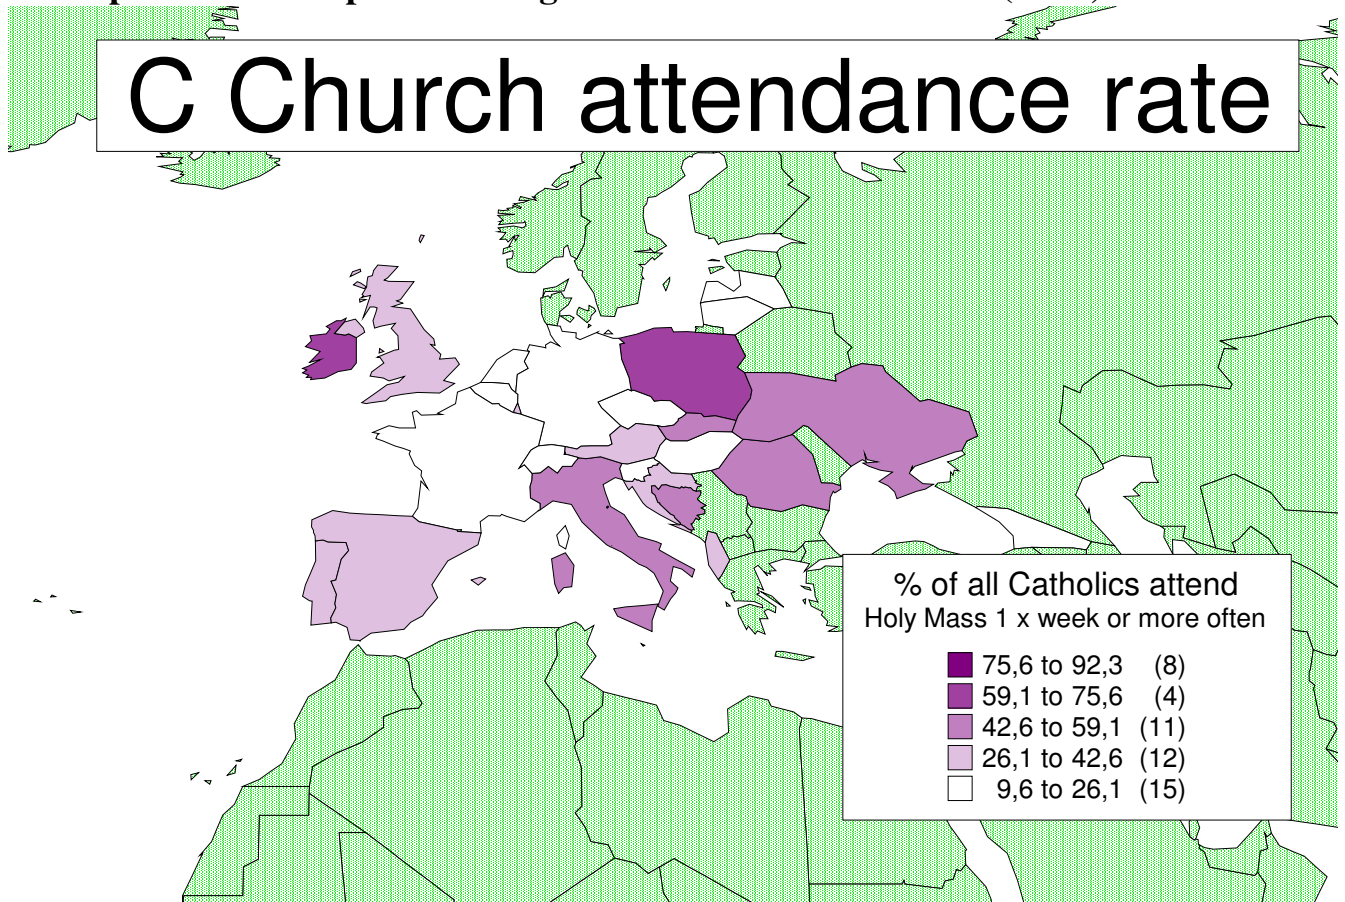 C Church attendance rate
% of all Catholics attend
Holy Mass 1 x week or more often
75,6 to 92,3 (8)
59,1 to 75,6 (4)
42,6 to 59,1 (11)
26,1 to 42,6 (12)
9,6 to 26,1 (15)